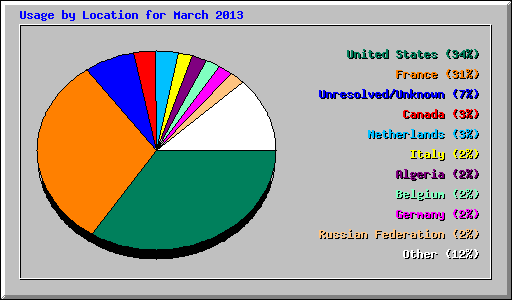 Usage by Location for March 2013
United States (34%)
France (31%)
Unresolved/Unknown (7%)
Canada (3%)
Netherlands (3%)
Italy (2%)
Algeria (2%)
Belgium (2%)
Germany (2%)
Russian Federation (2%)
Other (12%)